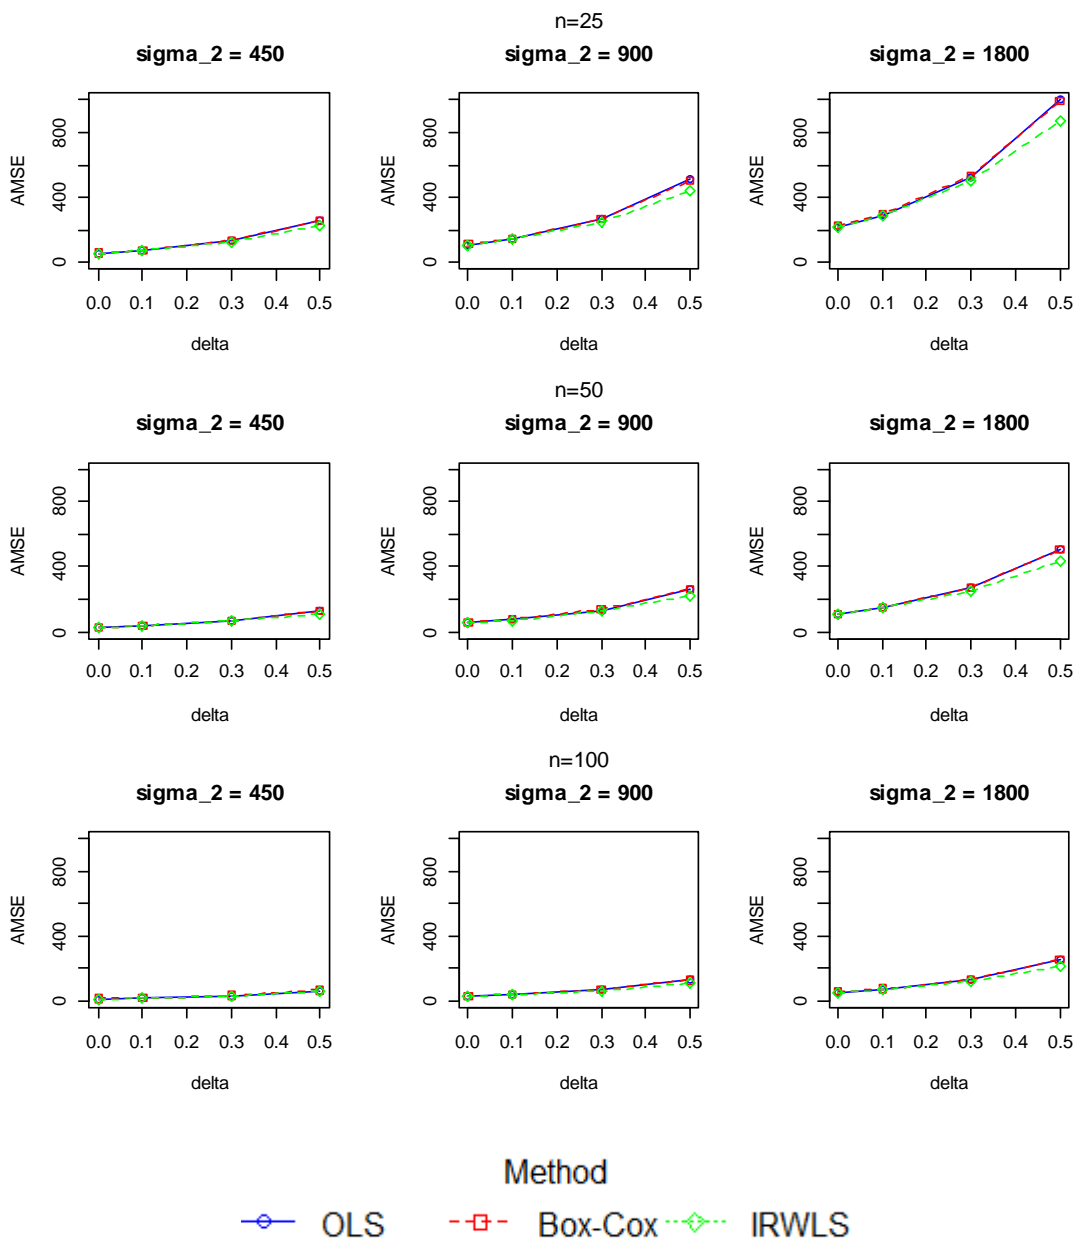 n=25
sigma_2 = 450 sigma_2 = 900 sigma_2 = 1800
AMSE AMSE AMSE
800 800 800
400 400 400
0 0 0
0.0 0.1 0.2 0.3 0.4 0.5 0.0 0.1 0.2 0.3 0.4 0.5 0.0 0.1 0.2 0.3 0.4 0.5
delta delta delta
n=50
sigma_2 = 450 sigma_2 = 900 sigma_2 = 1800
AMSE AMSE AMSE
800 800 800
400 400 400
0 0 0
0.0 0.1 0.2 0.3 0.4 0.5 0.0 0.1 0.2 0.3 0.4 0.5 0.0 0.1 0.2 0.3 0.4 0.5
delta delta delta
n=100
sigma_2 = 450 sigma_2 = 900 sigma_2 = 1800
AMSE AMSE AMSE
800 800 800
400 400 400
0 0 0
0.0 0.1 0.2 0.3 0.4 0.5 0.0 0.1 0.2 0.3 0.4 0.5 0.0 0.1 0.2 0.3 0.4 0.5
delta delta delta
Method
OLS Box-Cox IRWLS